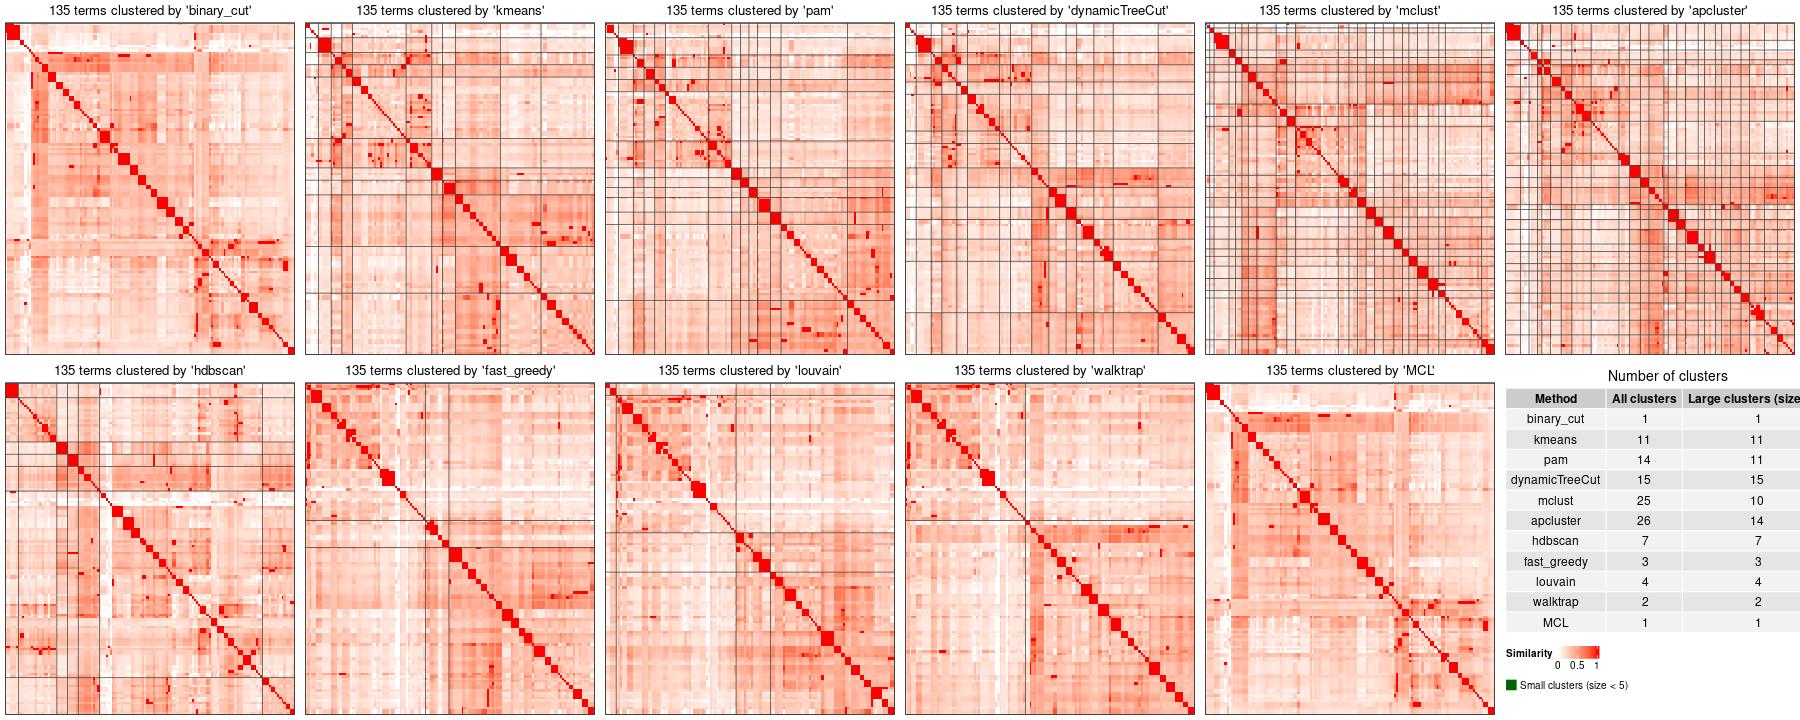 135 terms clustered by 'binary_cut'
135 terms clustered by 'kmeans'
135 terms clustered by 'pam'
135 terms clustered by 'dynamicTreeCut'
135 terms clustered by 'mclust'
135 terms clustered by 'apcluster'
135 terms clustered by 'hdbscan'
135 terms clustered by 'fast_greedy'
135 terms clustered by 'louvain'
135 terms clustered by 'walktrap'
135 terms clustered by 'MCL'
Number of clusters
Method All clusters Large clusters (size
binary_cut 1 1
kmeans 11 11
pam 14 11
dynamicTreeCut 15 15
mclust 25 10
apcluster 26 14
hdbscan 7 7
fast_greedy 3 3
louvain 4 4
walktrap 2 2
MCL 1 1
Similarity
0 0.5 1
Small clusters (size < 5)